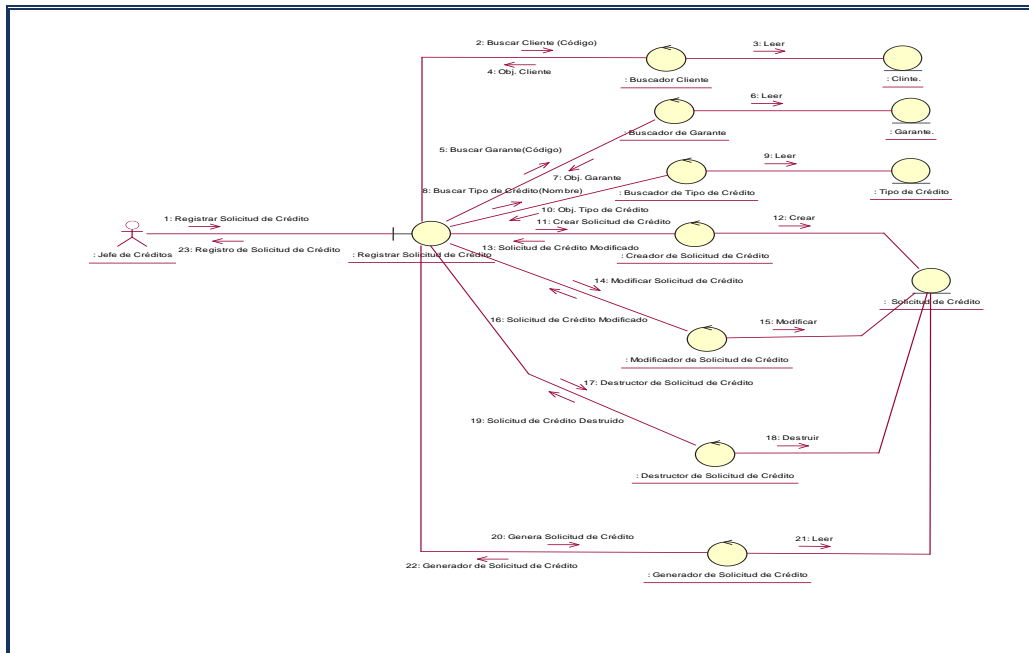 2: Buscar Cliente (Código)
3: Leer
4: Obj. Cliente
: Buscador Cliente
: Clinte.
6: Leer
: Buscador de Garante
: Garante.
5: Buscar Garante(Código)
9: Leer
7: Obj. Garante
8: Buscar Tipo de Crédito(Nombre)
: Buscador de Tipo de Crédito
: Tipo de Crédito
10: Obj. Tipo de Crédito
1: Registrar Solicitud de Crédito
11: Crear Solicitud de Crédito
12: Crear
23: Registro de Solicitud de Crédito
13: Solicitud de Crédito Modificado
: Jefe de Créditos
: Registrar Solicitud de Crédito
: Creador de Solicitud de Crédito
14: Modificar Solicitud de Crédito
: Solicitud de Crédito
16: Solicitud de Crédito Modificado
15: Modificar
: Modificador de Solicitud de Crédito
17: Destructor de Solicitud de Crédito
19: Solicitud de Crédito Destruido
18: Destruir
: Destructor de Solicitud de Crédito
20: Genera Solicitud de Crédito
21: Leer
22: Generador de Solicitud de Crédito
: Generador de Solicitud de Crédito